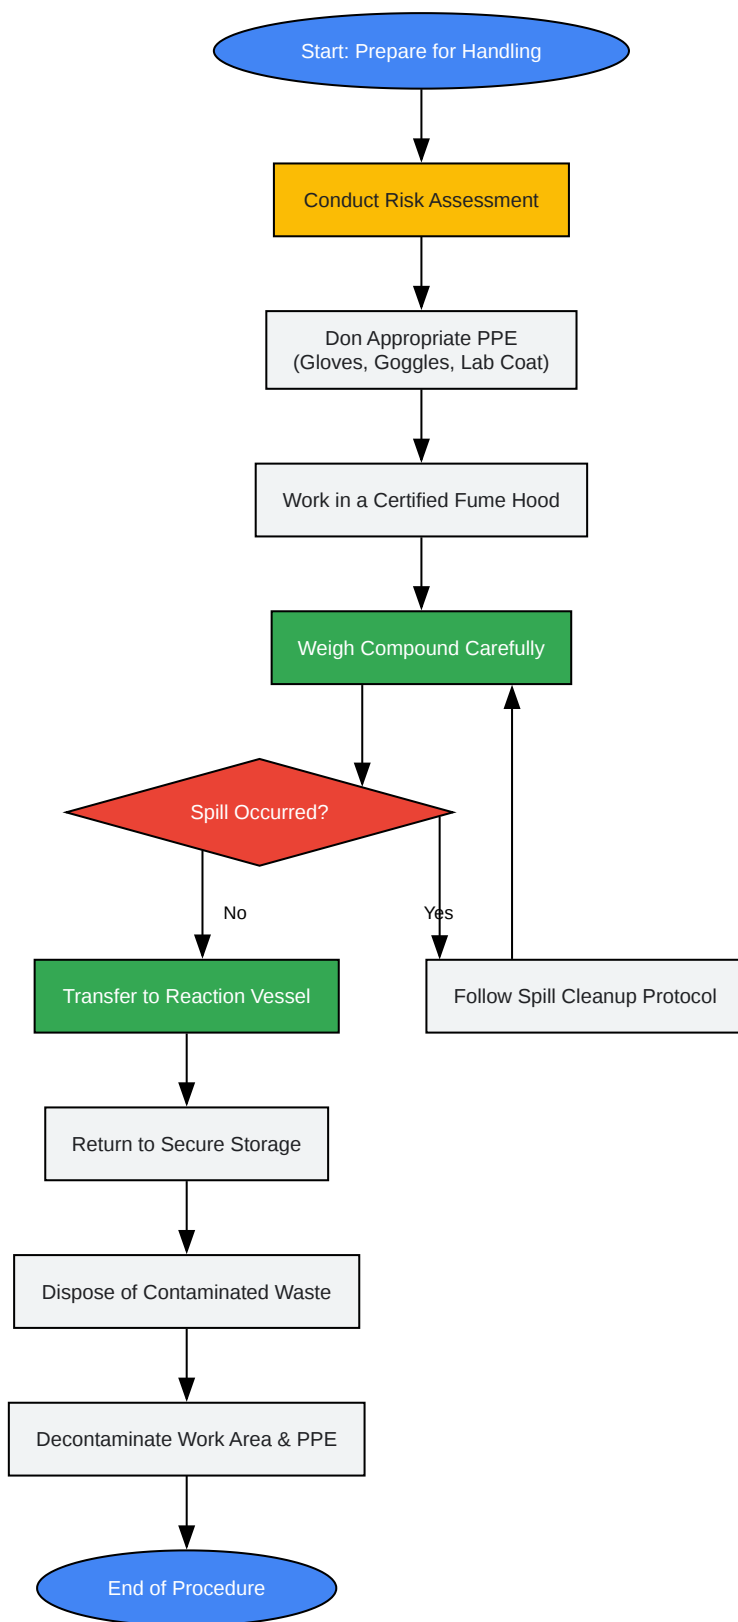 Start: Prepare for Handling
Conduct Risk Assessment
Don Appropriate PPE
(Gloves, Goggles, Lab Coat)
Work in a Certified Fume Hood
Weigh Compound Carefully
Spill Occurred?
No
Yes
Transfer to Reaction Vessel
Follow Spill Cleanup Protocol
Return to Secure Storage
Dispose of Contaminated Waste
Decontaminate Work Area & PPE
End of Procedure